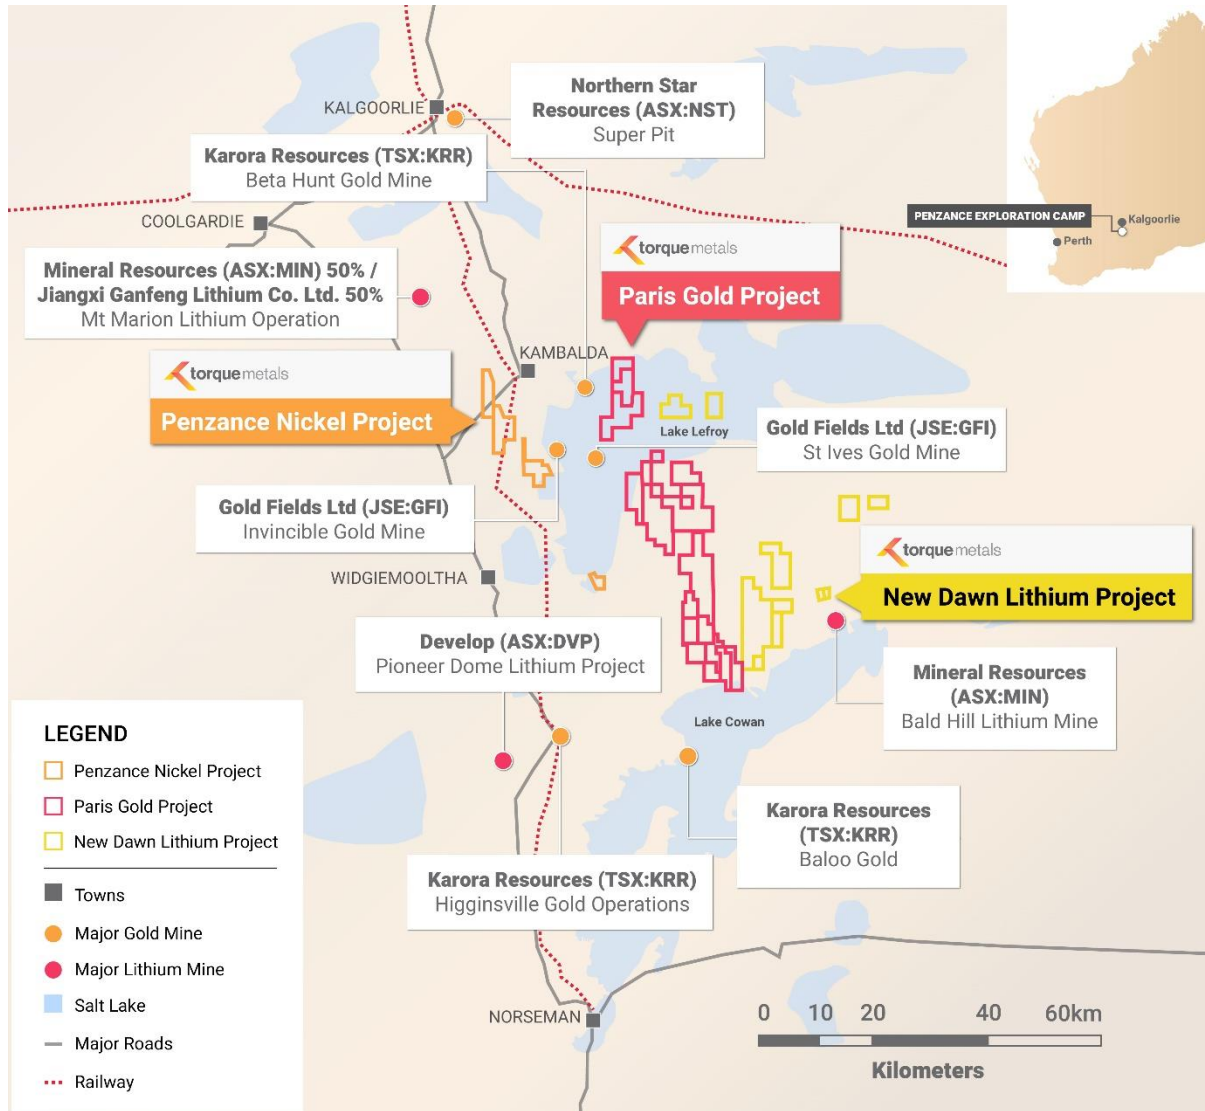 KALGOORLIE
Northern Star
Resources (ASX:NST)
Super Pit
Karora Resources (TSX:KRR)
Beta Hunt Gold Mine
COOLGARDIE
PENZANCE EXPLORATION CAMP
Kalgoorlie
Perth
Mineral Resources (ASX:MIN) 50% /
Jiangxi Ganfeng Lithium Co. Ltd. 50%
Mt Marion Lithium Operation
torquemetals
Paris Gold Project
KAMBALDA
torquemetals
Penzance Nickel Project
Lake Lefroy
Gold Fields Ltd (JSE:GFI)
St Ives Gold Mine
Gold Fields Ltd (JSE:GFI)
Invincible Gold Mine
WIDGIEMOOLTHA
torquemetals
New Dawn Lithium Project
Develop (ASX:DVP)
Pioneer Dome Lithium Project
Mineral Resources
(ASX:MIN)
Bald Hill Lithium Mine
Lake Cowan
Karora Resources
(TSX:KRR)
Baloo Gold
Karora Resources (TSX:KRR)
Higginsville Gold Operations
NORSEMAN
LEGEND
Penzance Nickel Project
Paris Gold Project
New Dawn Lithium Project
Towns
Major Gold Mine
Major Lithium Mine
Salt Lake
Major Roads
Railway
0 10 20 40 60km
Kilometers